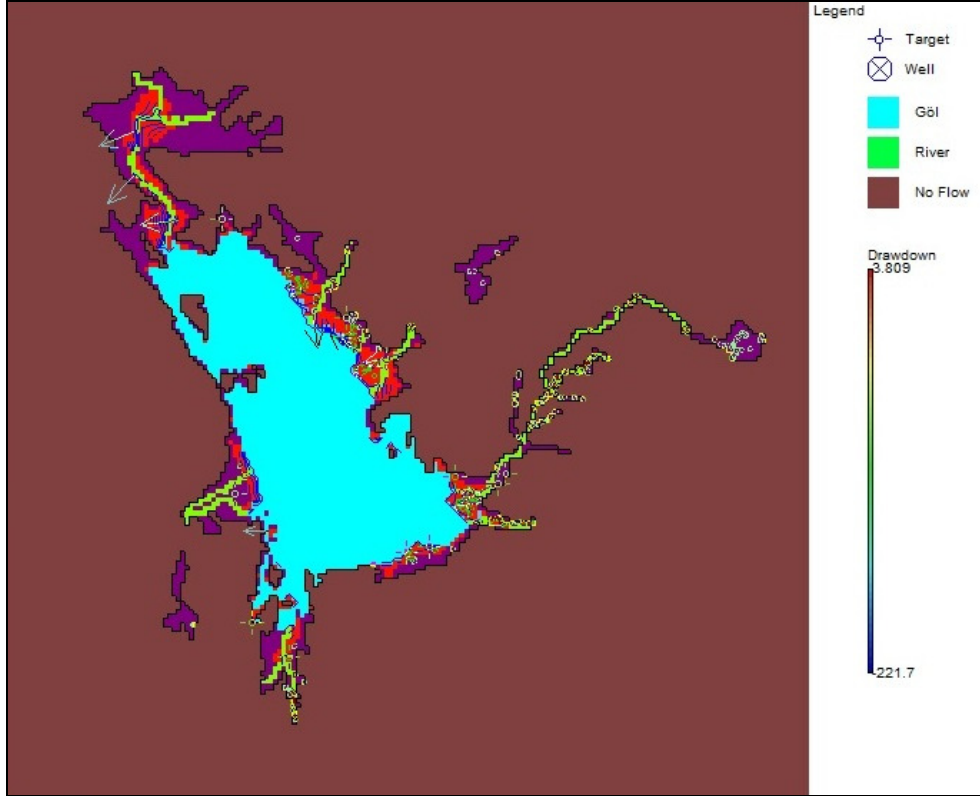 Legend
Target
Well
Göl
River
No Flow
Drawdown
3.809
-221.7